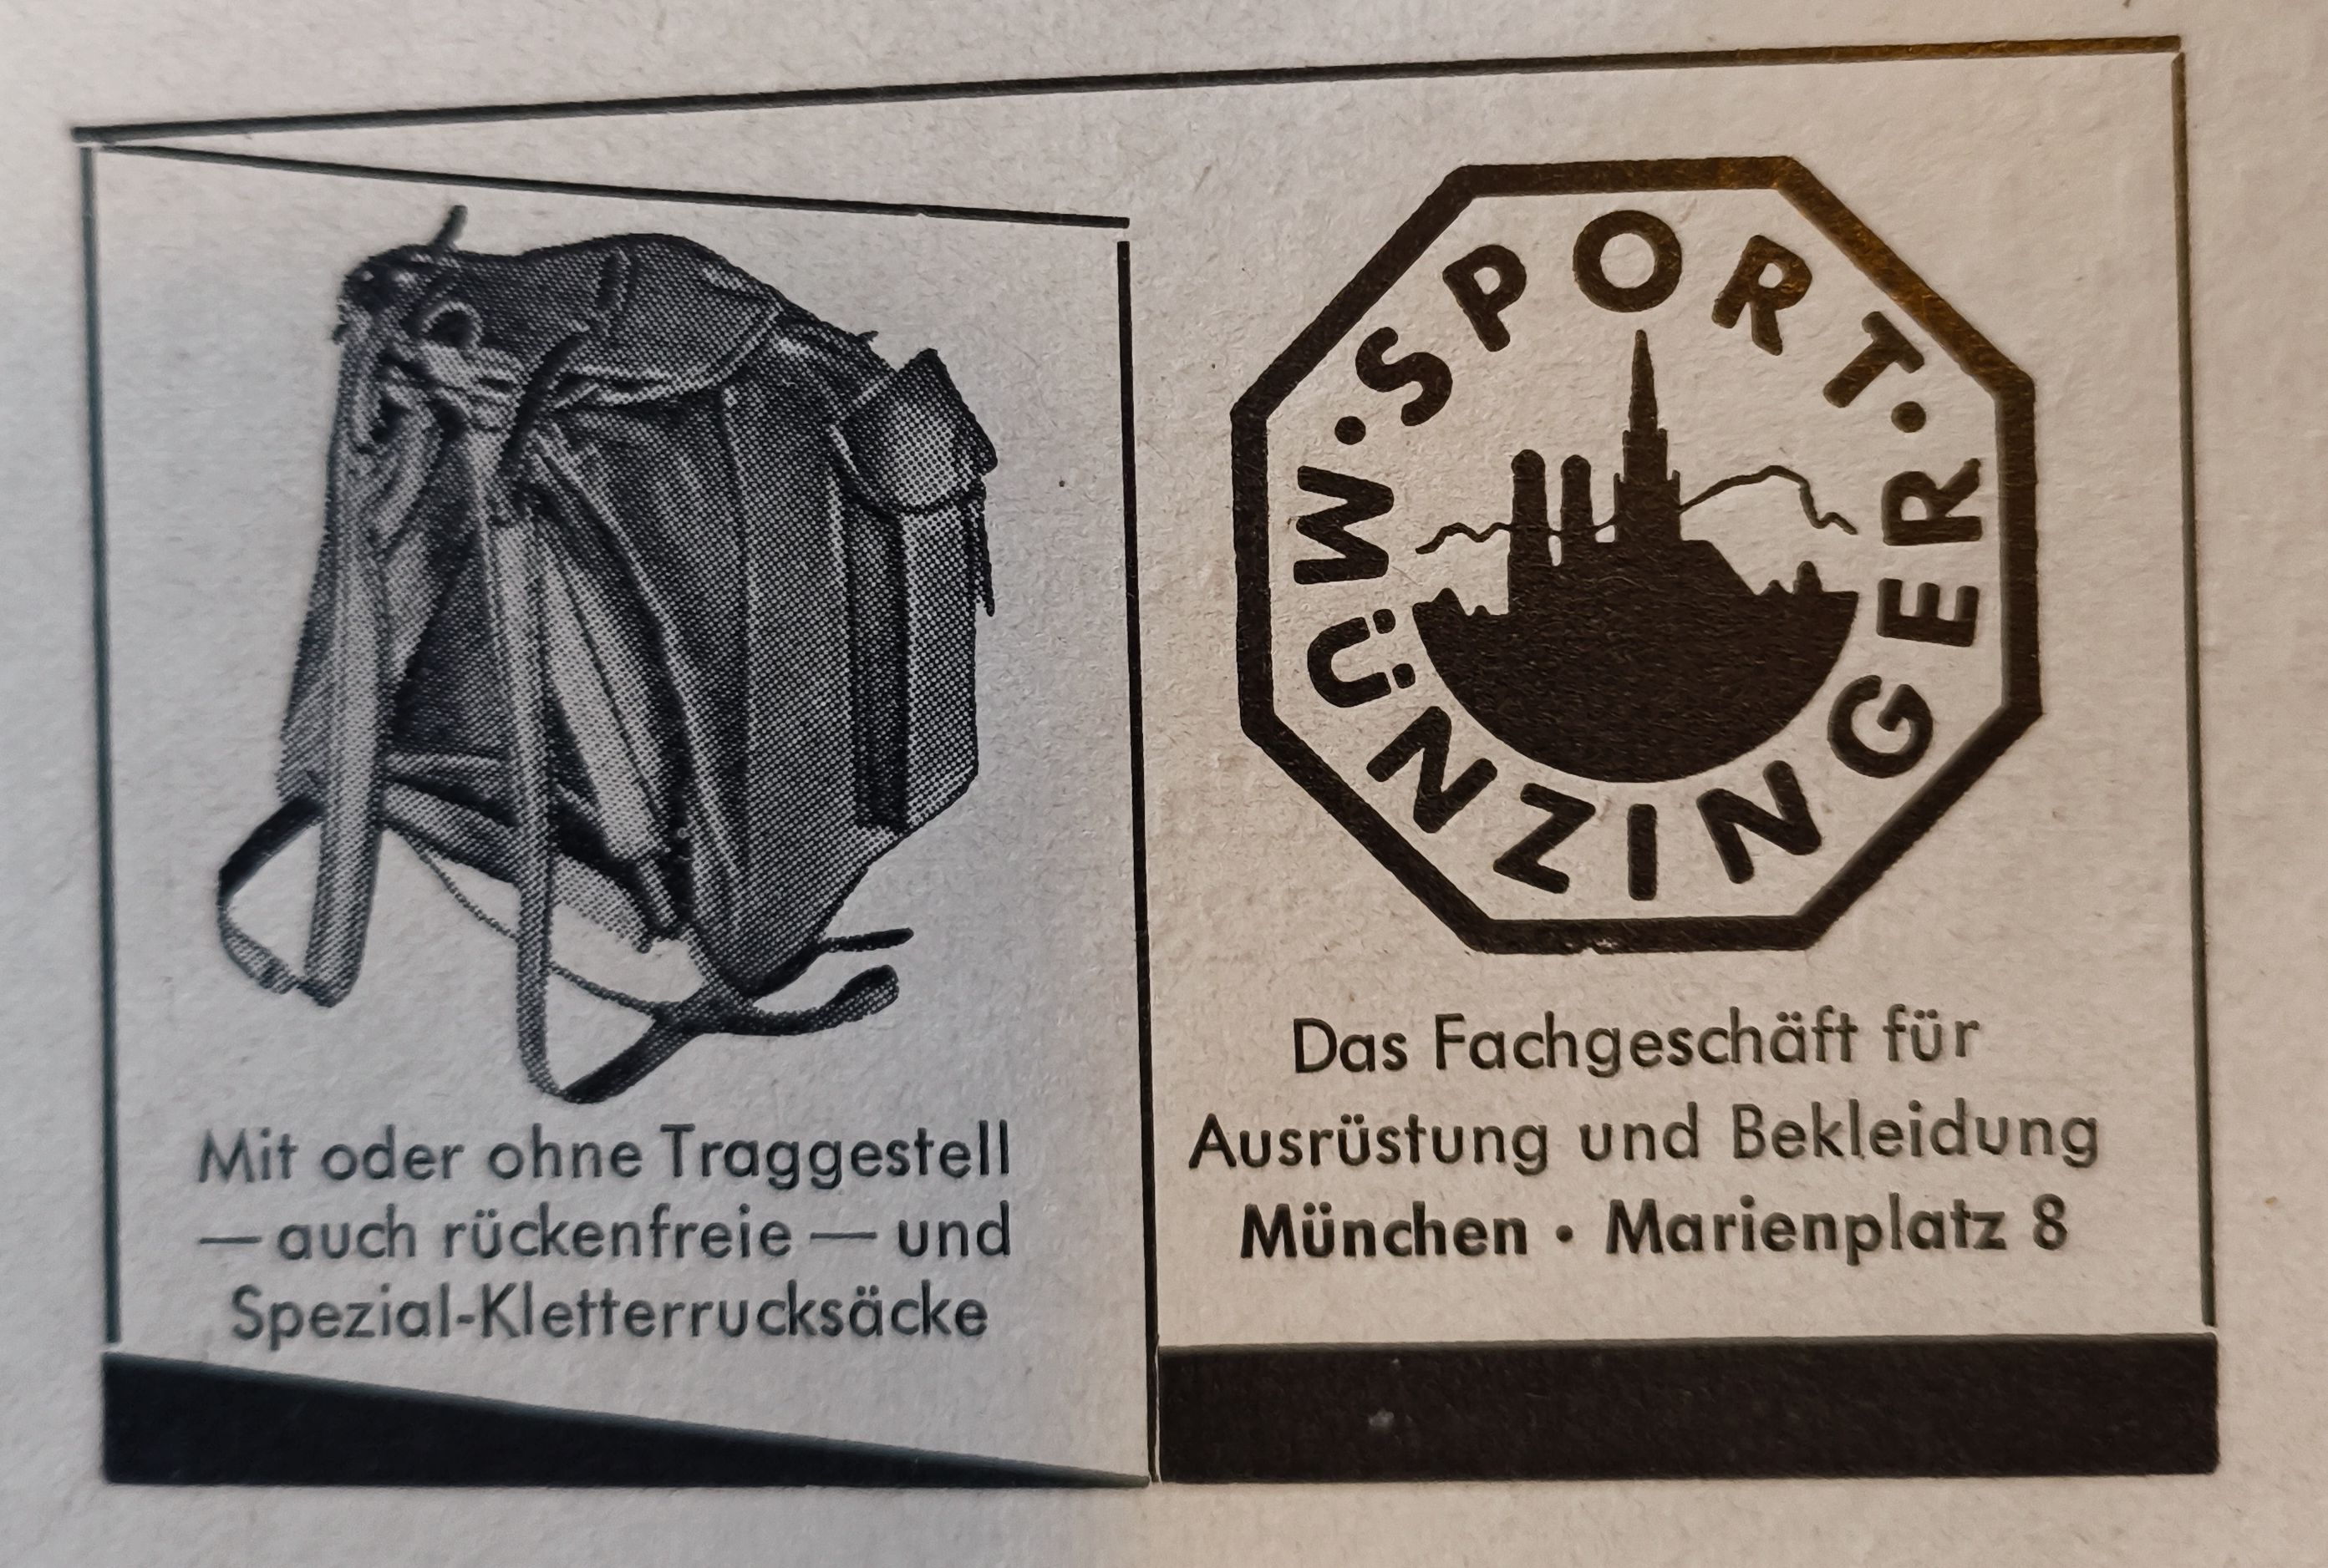 Mit oder ohne Traggestell
— auch rückenfreie — und
Spezial-Kletterrucksäcke
· SPORT ·
MÜNZINGER
Das Fachgeschäft für
Ausrüstung und Bekleidung
München · Marienplatz 8